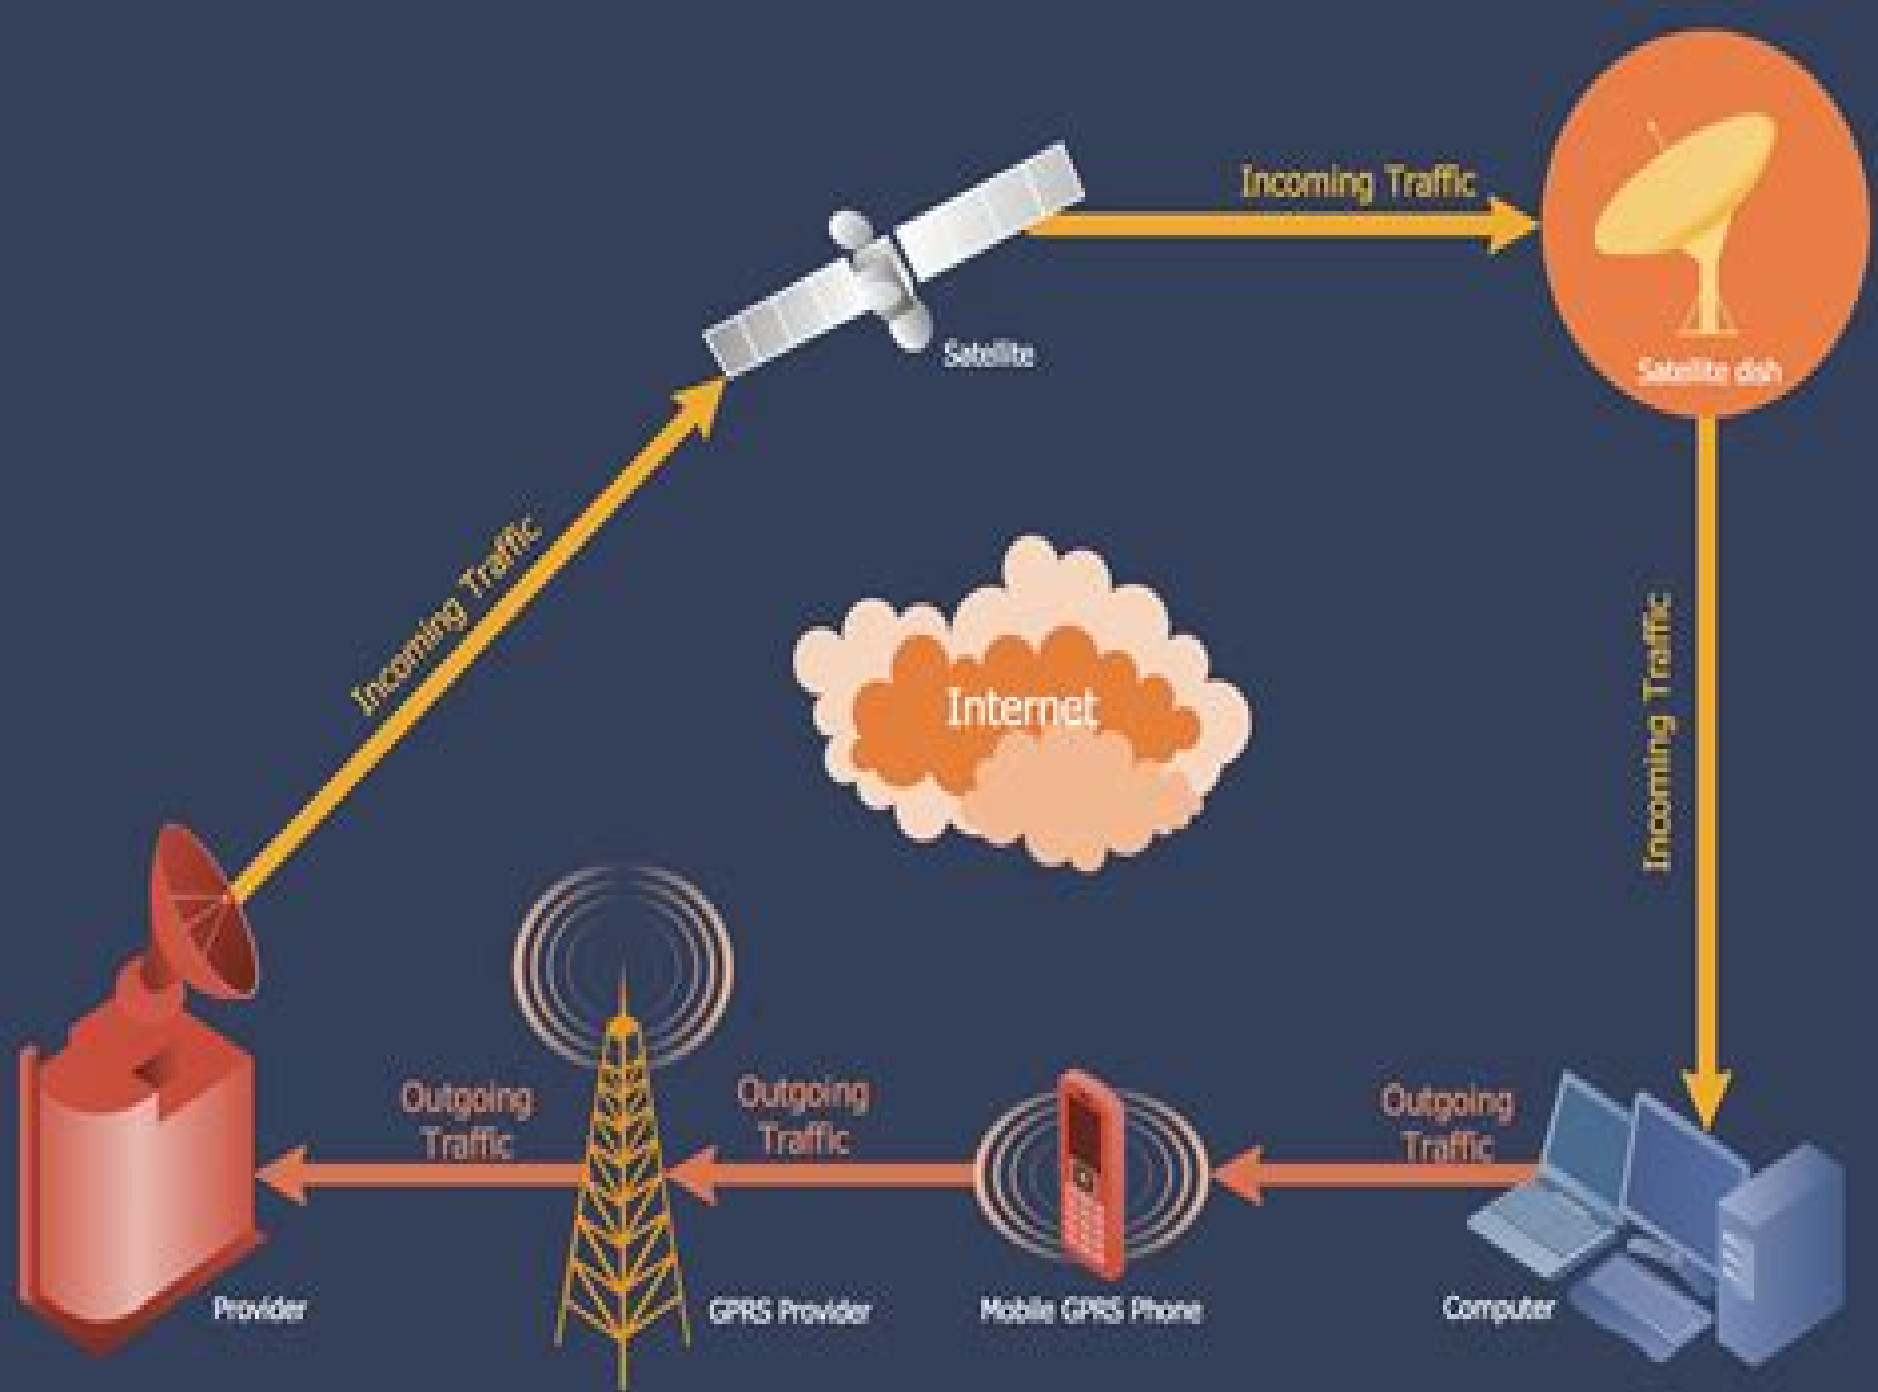 Incoming Traffic
Satellite
Satellite dish
Incoming Traffic
Incoming Traffic
Internet
Outgoing
Traffic
Outgoing
Traffic
Outgoing
Traffic
Provider
GPRS Provider
Mobile GPRS Phone
Computer